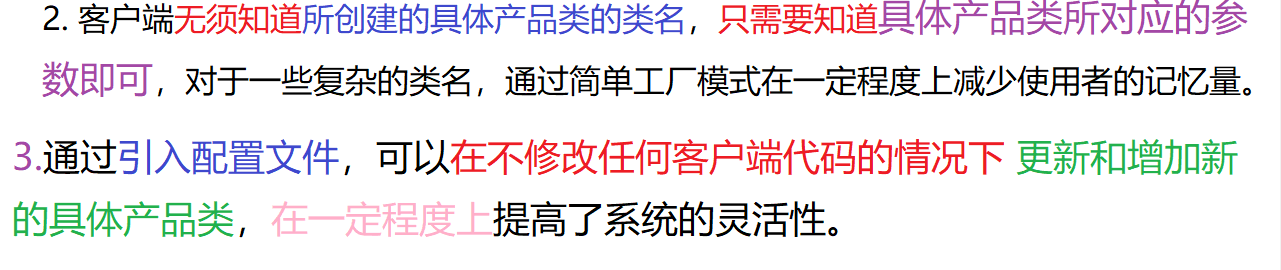 2. 客户端无须知道所创建的具体产品类的类名，只需要知道具体产品类所对应的参
数即可，对于一些复杂的类名，通过简单工厂模式在一定程度上减少使用者的记忆量。
3.通过引入配置文件，可以在不修改任何客户端代码的情况下 更新和增加新
的具体产品类，在一定程度上提高了系统的灵活性。